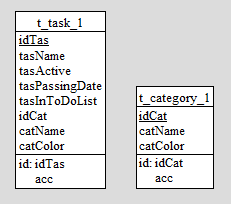 t_task_1
idTas
tasName
tasActive
tasPassingDate
tasInToDoList
idCat
catName
catColor
id: idTas
acc
t_category_1
idCat
catName
catColor
id: idCat
acc